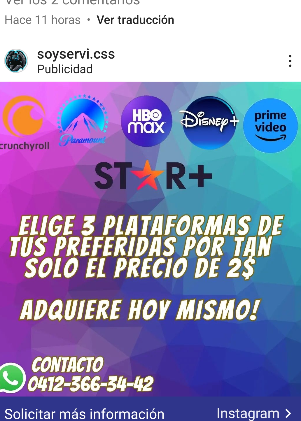 Ver los 2 comentarios
Hace 11 horas • Ver traducción
soyservi.css
Publicidad
crunchyroll
Paramount
HBO
max
Disney+
prime
video
STAR+
ELIGE 3 PLATAFORMAS DE
TUS PREFERIDAS POR TAN
SOLO EL PRECIO DE 2$
ADQUIERE HOY MISMO!
CONTACTO
0412-366-34-42
Solicitar más información
Instagram >